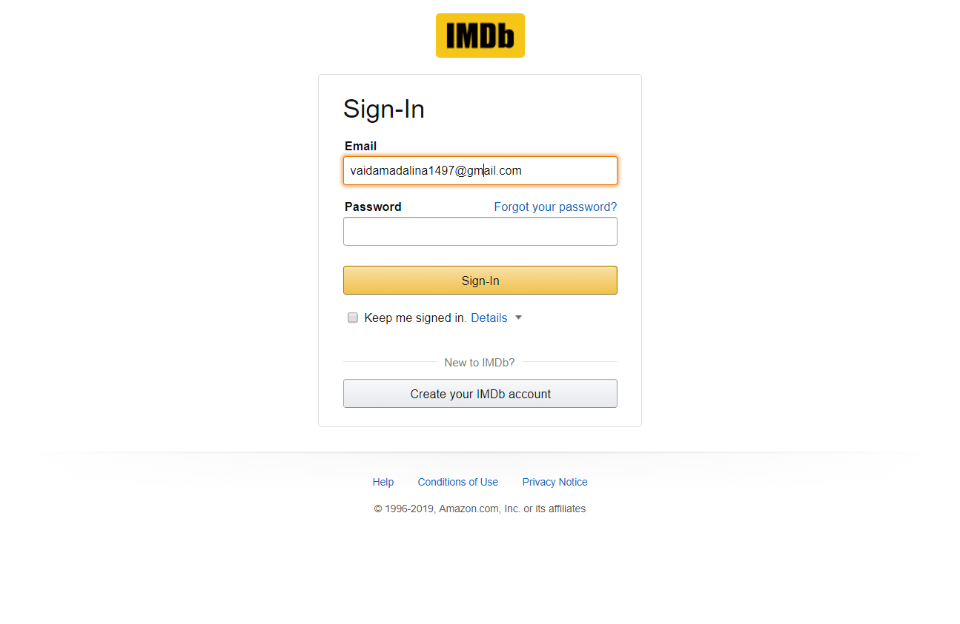 IMDb
Sign-In
Email
vaidamadalina1497@gmail.com
Password Forgot your password?
Sign-In
Keep me signed in. Details
New to IMDb?
Create your IMDb account
Help Conditions of Use Privacy Notice
© 1996-2019, Amazon.com, Inc. or its affiliates